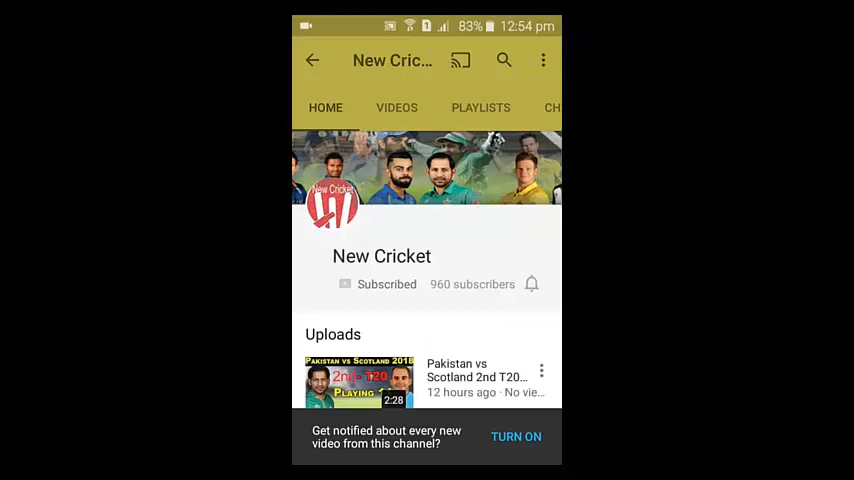 83% 12:54 pm
New Cric...
HOME VIDEOS PLAYLISTS CH
New Cricket
New Cricket
Subscribed 960 subscribers
Uploads
PAKISTAN VS SCOTLAND 2018
2nd- T20
PLAYING
2:28
Pakistan vs
Scotland 2nd T20...
12 hours ago · No vie...
Get notified about every new
video from this channel?
TURN ON